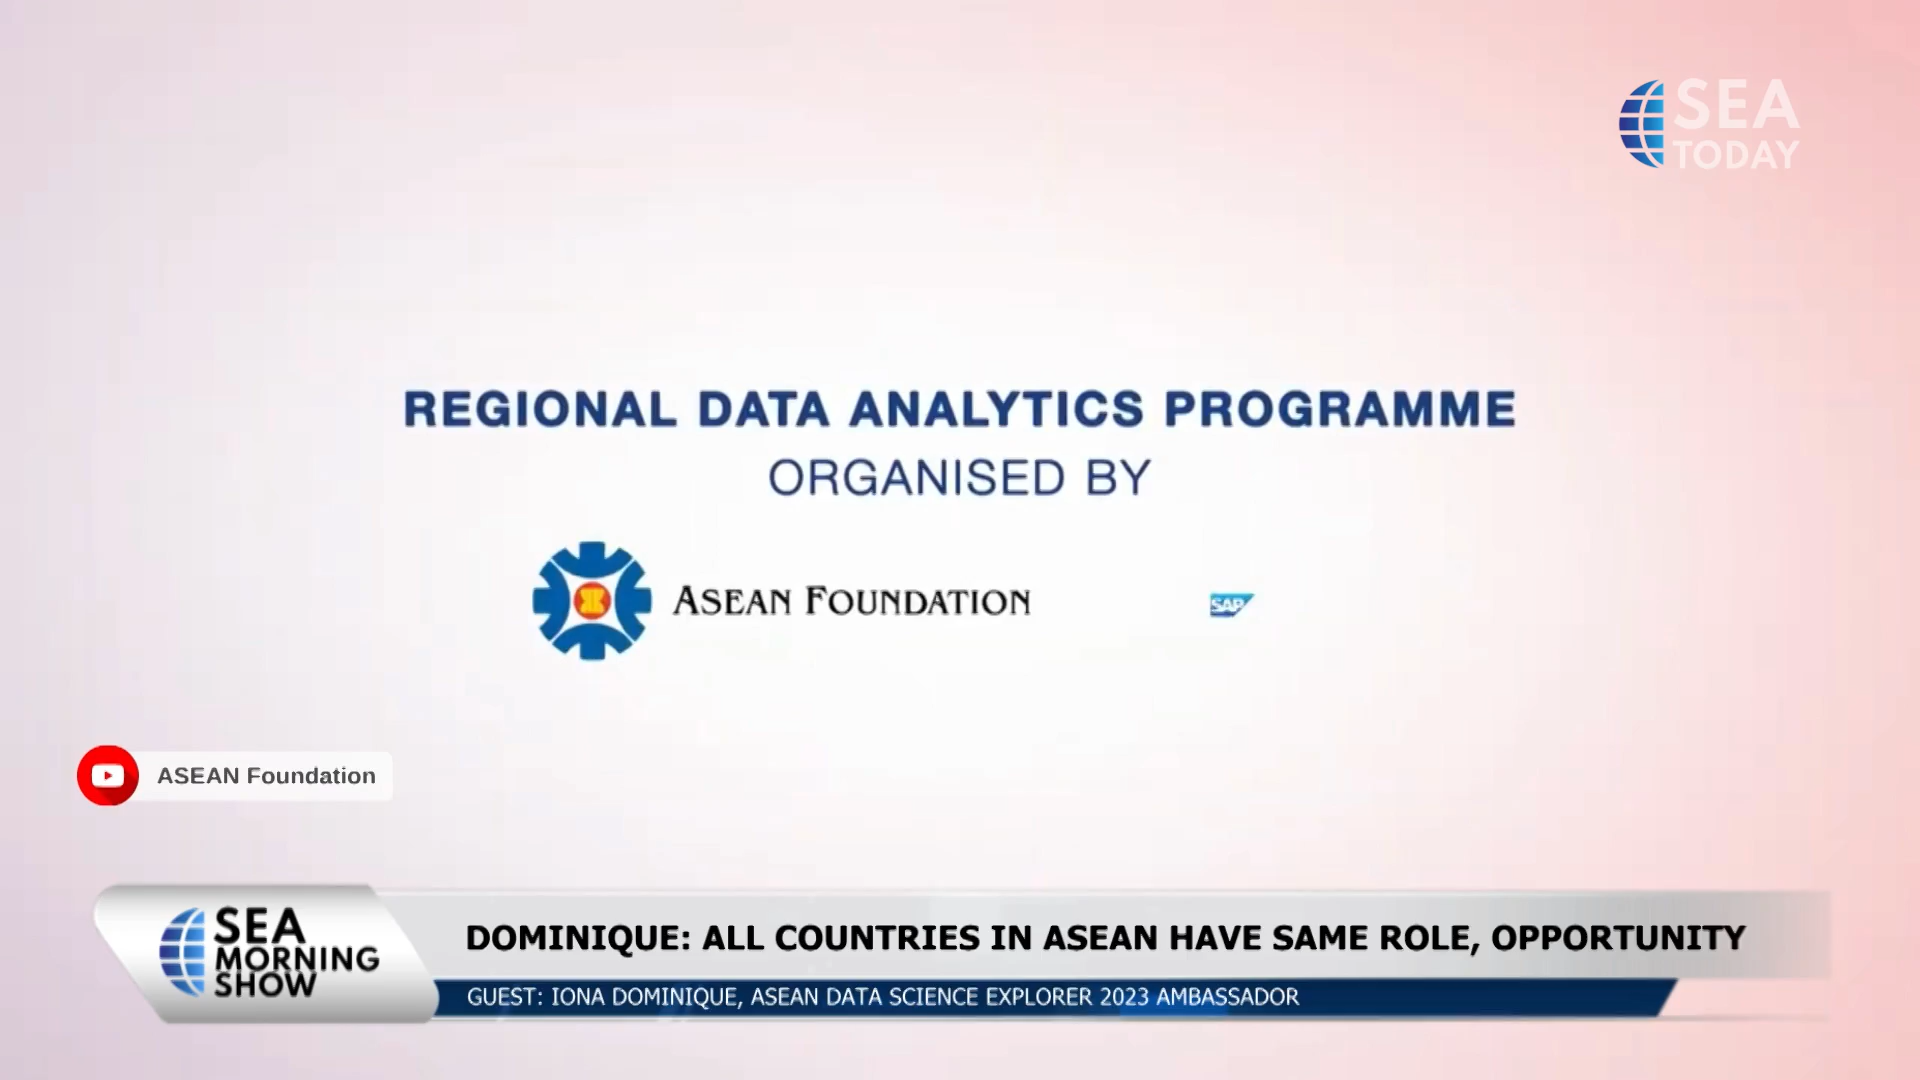 SEA
TODAY
REGIONAL DATA ANALYTICS PROGRAMME
ORGANISED BY
ASEAN FOUNDATION
SAP
ASEAN Foundation
SEA
MORNING
SHOW
DOMINIQUE: ALL COUNTRIES IN ASEAN HAVE SAME ROLE, OPPORTUNITY
GUEST: IONA DOMINIQUE, ASEAN DATA SCIENCE EXPLORER 2023 AMBASSADOR